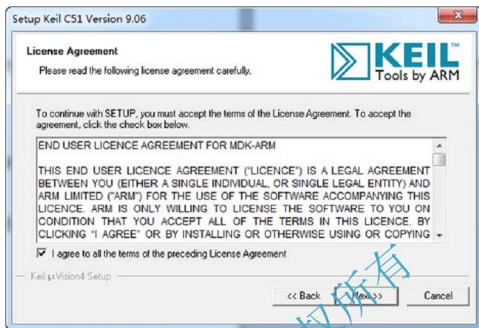 Setup Keil C51 Version 9.06
License Agreement
Please read the following license agreement carefully.
KEIL™
Tools by ARM
To continue with SETUP, you must accept the terms of the License Agreement. To accept the
agreement, click the check box below.
END USER LICENCE AGREEMENT FOR MDK-ARM
THIS END USER LICENCE AGREEMENT ("LICENCE") IS A LEGAL AGREEMENT
BETWEEN YOU (EITHER A SINGLE INDIVIDUAL, OR SINGLE LEGAL ENTITY) AND
ARM LIMITED ("ARM") FOR THE USE OF THE SOFTWARE ACCOMPANYING THIS
LICENCE. ARM IS ONLY WILLING TO LICENSE THE SOFTWARE TO YOU ON
CONDITION THAT YOU ACCEPT ALL OF THE TERMS IN THIS LICENCE. BY
CLICKING "I AGREE" OR BY INSTALLING OR OTHERWISE USING OR COPYING
I agree to all the terms of the preceding License Agreement
Keil µVision4 Setup
<< Back
Next >>
Cancel
权所有